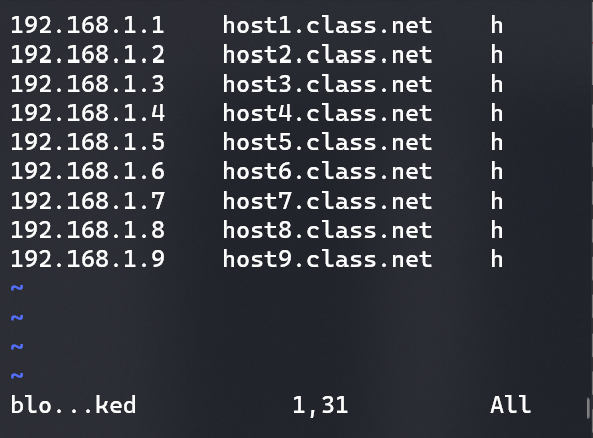 192.168.1.1    host1.class.net    h
192.168.1.2    host2.class.net    h
192.168.1.3    host3.class.net    h
192.168.1.4    host4.class.net    h
192.168.1.5    host5.class.net    h
192.168.1.6    host6.class.net    h
192.168.1.7    host7.class.net    h
192.168.1.8    host8.class.net    h
192.168.1.9    host9.class.net    h
~
~
~
~
blo...ked           1,31          All